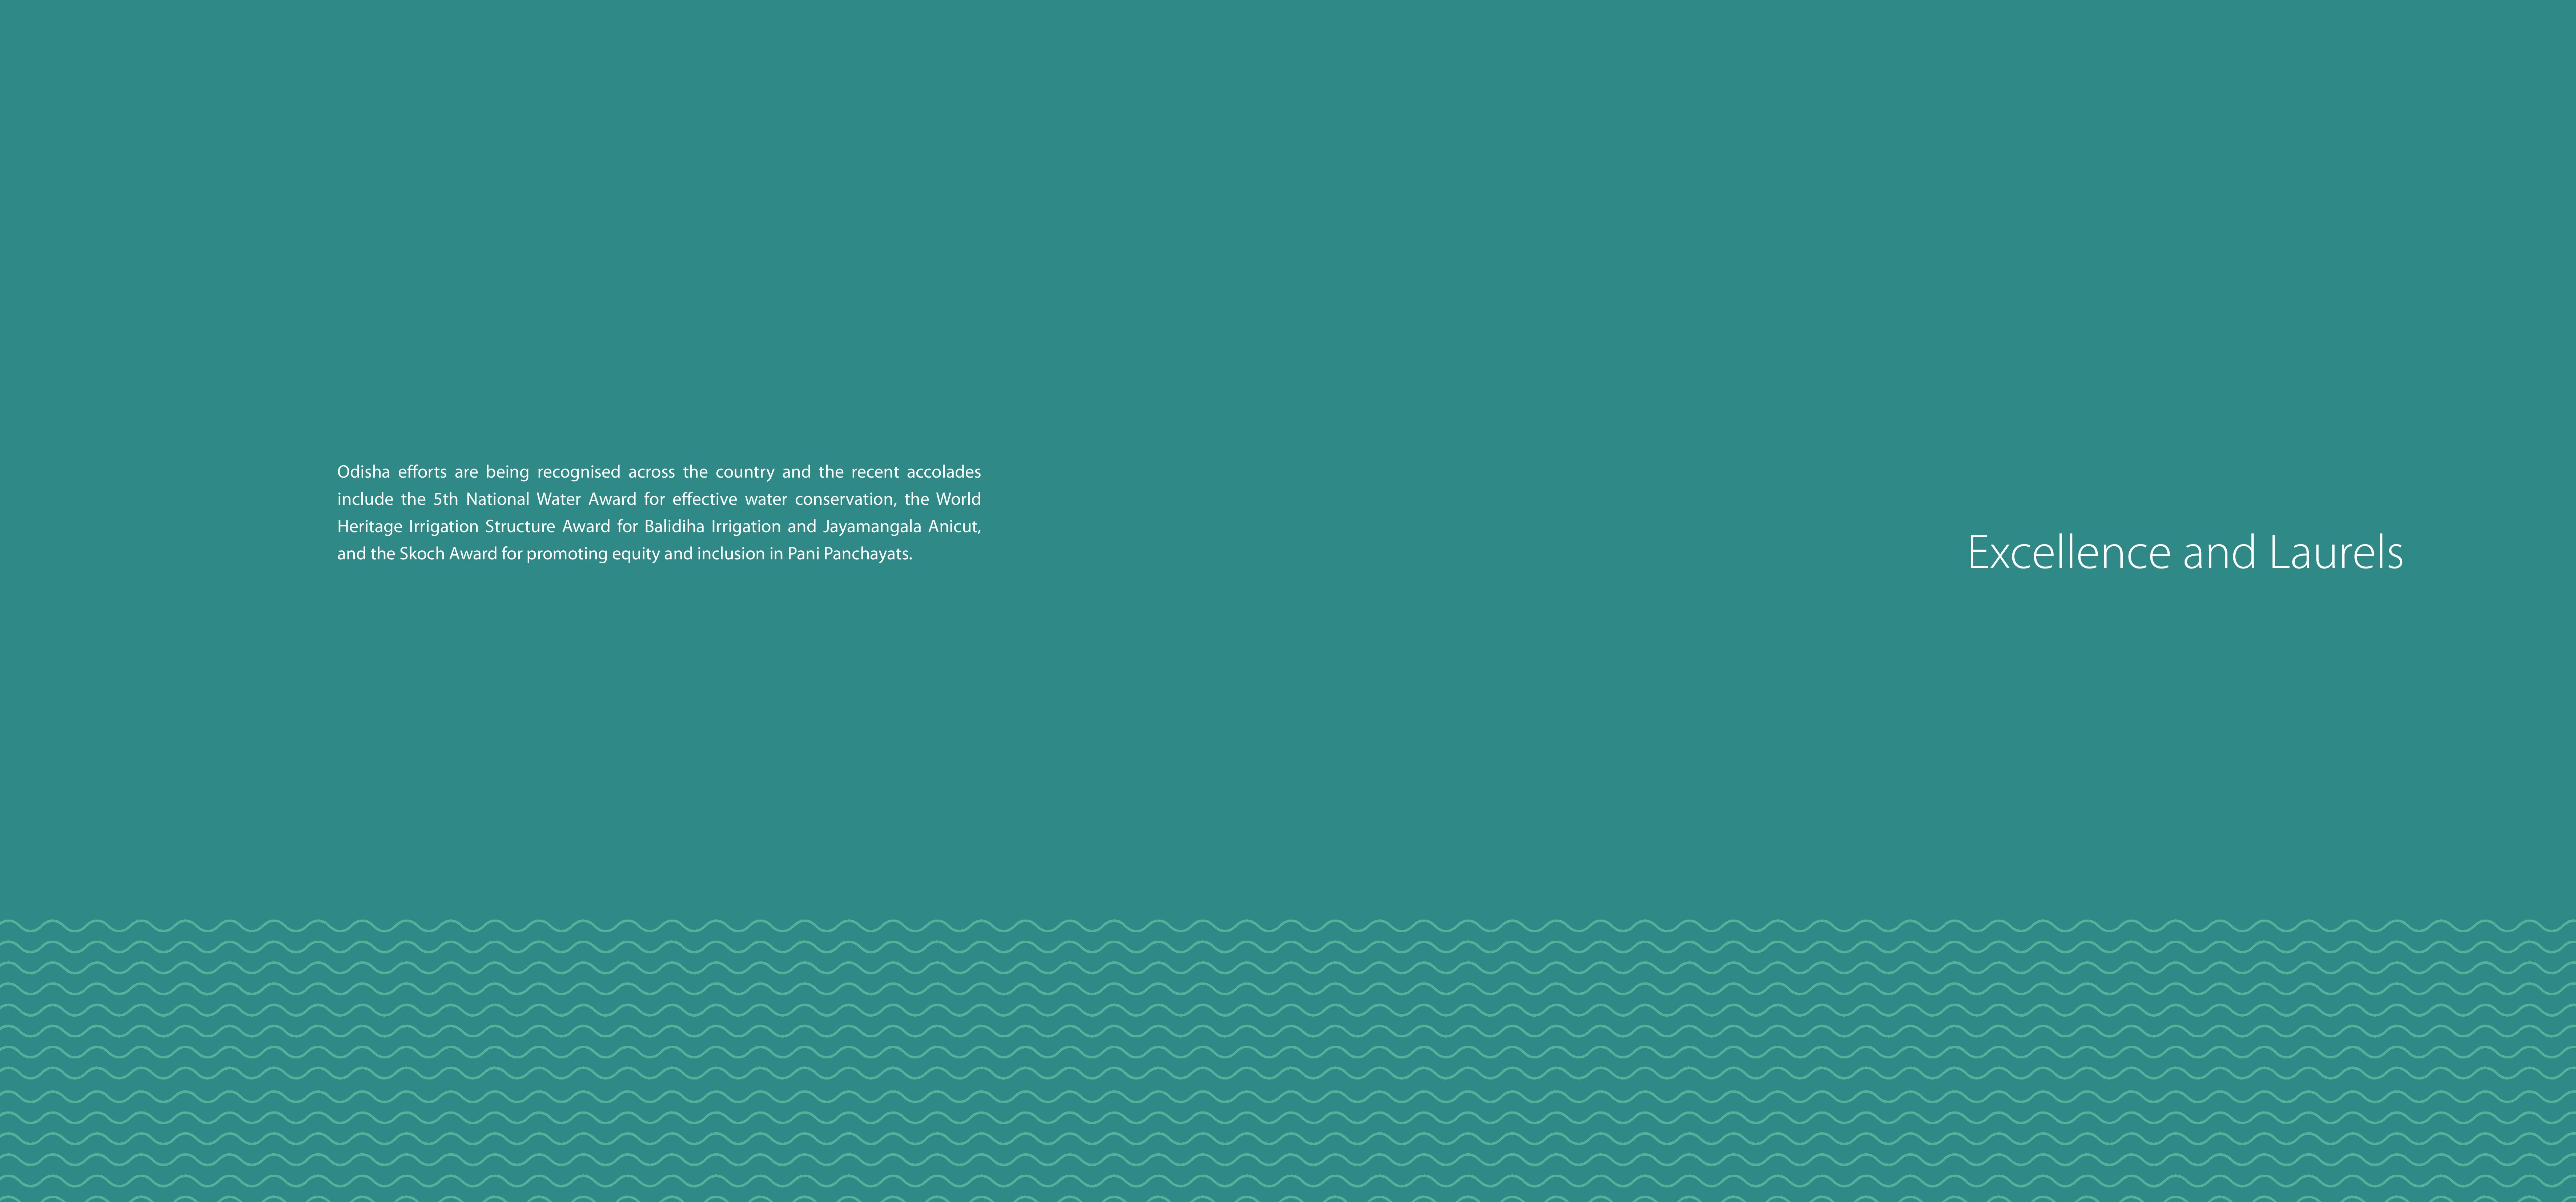 Odisha efforts are being recognised across the country and the recent accolades
include the 5th National Water Award for effective water conservation, the World
Heritage Irrigation Structure Award for Balidiha Irrigation and Jayamangala Anicut,
and the Skoch Award for promoting equity and inclusion in Pani Panchayats.
Excellence and Laurels